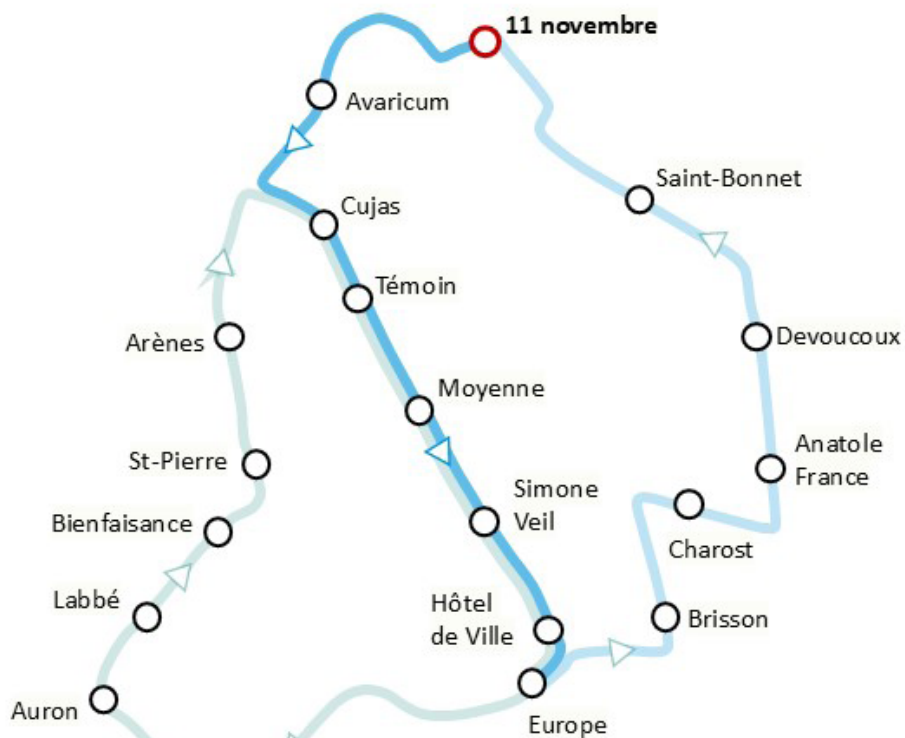 11 novembre
Avaricum
Saint-Bonnet
Cujas
Témoin
Arènes
Devoucoux
Moyenne
Anatole
France
St-Pierre
Simone
Veil
Bienfaisance
Charost
Labbé
Hôtel
de Ville
Brisson
Auron
Europe